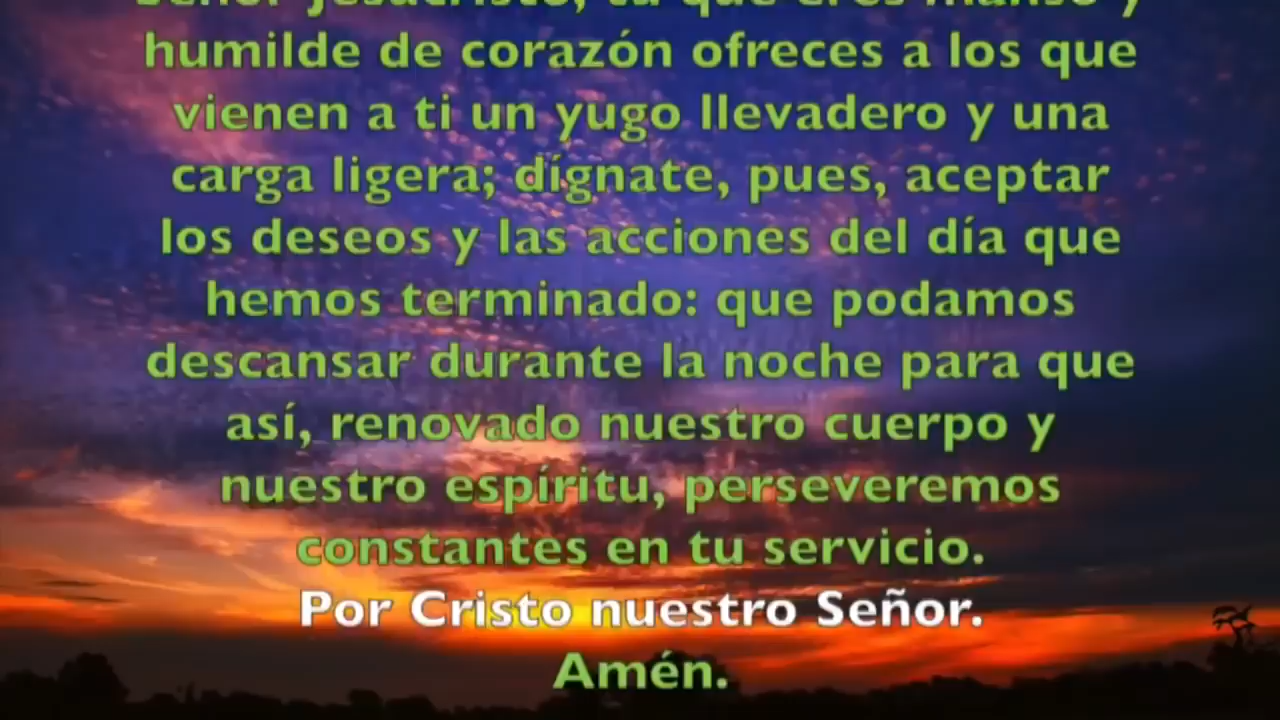 Señor Jesucristo, tú que eres manso y
humilde de corazón ofreces a los que
vienen a ti un yugo llevadero y una
carga ligera; dígnate, pues, aceptar
los deseos y las acciones del día que
hemos terminado: que podamos
descansar durante la noche para que
así, renovado nuestro cuerpo y
nuestro espíritu, perseveremos
constantes en tu servicio.
Por Cristo nuestro Señor.
Amén.